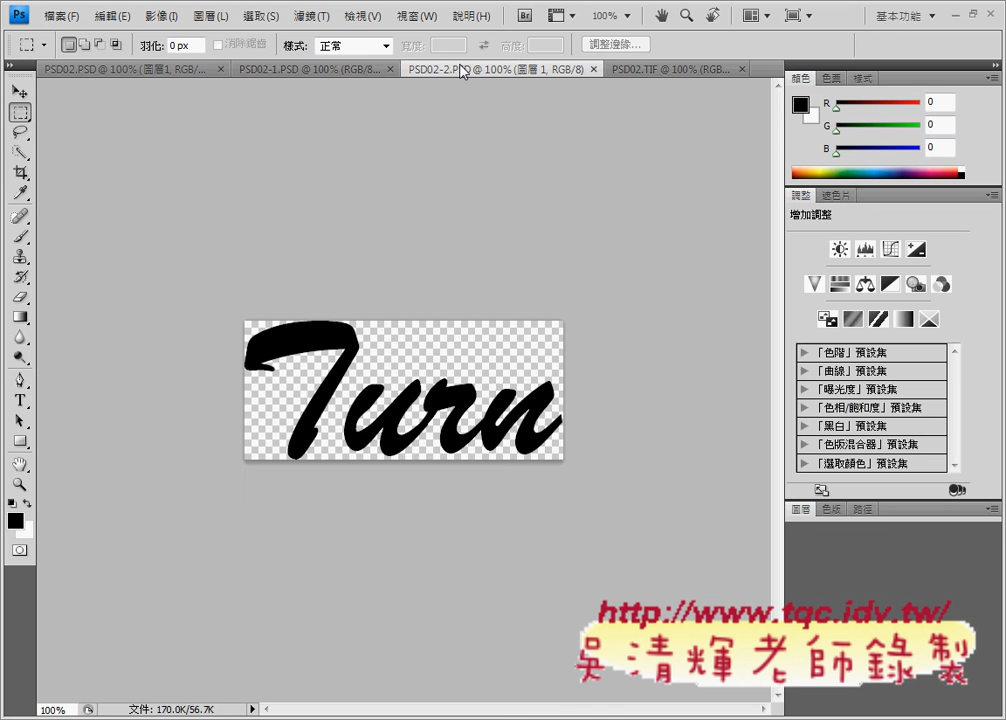 Ps 檔案(F) 編輯(E) 影像(I) 圖層(L) 選取(S) 濾鏡(T) 檢視(V) 視窗(W) 說明(H) Br 100% 基本功能
羽化: 0 px 消除鋸齒 樣式: 正常 寬度: 高度: 調整邊緣...
PSD02.PSD @ 100% (圖層 1, RGB/... PSD02-1.PSD @ 100% (RGB/8... PSD02-2.PSD @ 100% (圖層 1, RGB/8) PSD02.TIF @ 100% (RGB...
顏色 色票 樣式
R 0
G 0
B 0
調整 遮色片
增加調整
「色階」預設集
「曲線」預設集
「曝光度」預設集
「色相/飽和度」預設集
「黑白」預設集
「色版混合器」預設集
「選取顏色」預設集
圖層 色版 路徑
Turn
http://www.tqc.idv.tw/
吳清輝老師錄製
100% 文件: 170.0K/56.7K